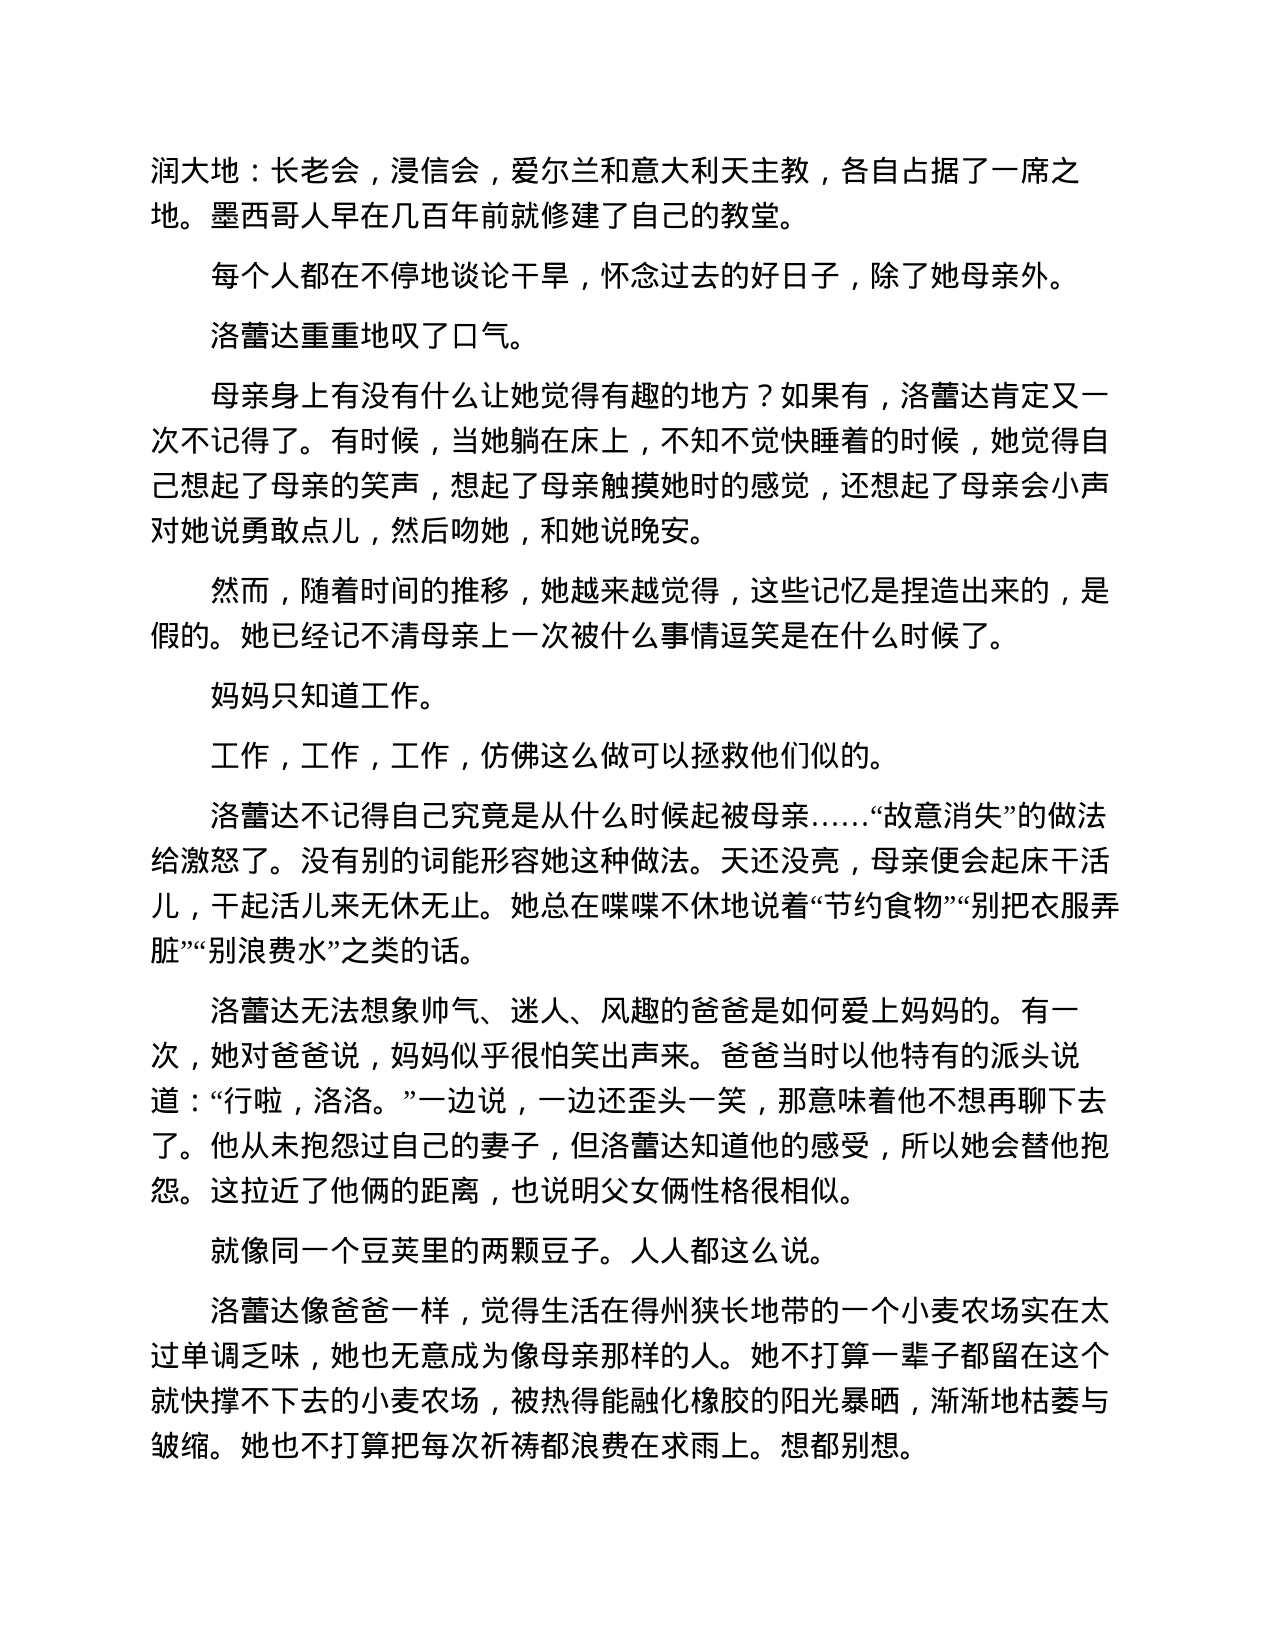 润大地：长老会，浸信会，爱尔兰和意大利天主教，各自占据了一席之
地。墨西哥人早在几百年前就修建了自己的教堂。
每个人都在不停地谈论干旱，怀念过去的好日子，除了她母亲外。
洛蕾达重重地叹了口气。
母亲身上有没有什么让她觉得有趣的地方？如果有，洛蕾达肯定又一
次不记得了。有时候，当她躺在床上，不知不觉快睡着的时候，她觉得自
己想起了母亲的笑声，想起了母亲触摸她时的感觉，还想起了母亲会小声
对她说勇敢点儿，然后吻她，和她说晚安。
然而，随着时间的推移，她越来越觉得，这些记忆是捏造出来的，是
假的。她已经记不清母亲上一次被什么事情逗笑是在什么时候了。
妈妈只知道工作。
工作，工作，工作，仿佛这么做可以拯救他们似的。
洛蕾达不记得自己究竟是从什么时候起被母亲……“故意消失”的做法
给激怒了。没有别的词能形容她这种做法。天还没亮，母亲便会起床干活
儿，干起活儿来无休无止。她总在喋喋不休地说着“节约食物”“别把衣服弄
脏”“别浪费水”之类的话。
洛蕾达无法想象帅气、迷人、风趣的爸爸是如何爱上妈妈的。有一
次，她对爸爸说，妈妈似乎很怕笑出声来。爸爸当时以他特有的派头说
道：“行啦，洛洛。”一边说，一边还歪头一笑，那意味着他不想再聊下去
了。他从未抱怨过自己的妻子，但洛蕾达知道他的感受，所以她会替他抱
怨。这拉近了他俩的距离，也说明父女俩性格很相似。
就像同一个豆荚里的两颗豆子。人人都这么说。
洛蕾达像爸爸一样，觉得生活在得州狭长地带的一个小麦农场实在太
过单调乏味，她也无意成为像母亲那样的人。她不打算一辈子都留在这个
就快撑不下去的小麦农场，被热得能融化橡胶的阳光暴晒，渐渐地枯萎与
皱缩。她也不打算把每次祈祷都浪费在求雨上。想都别想。